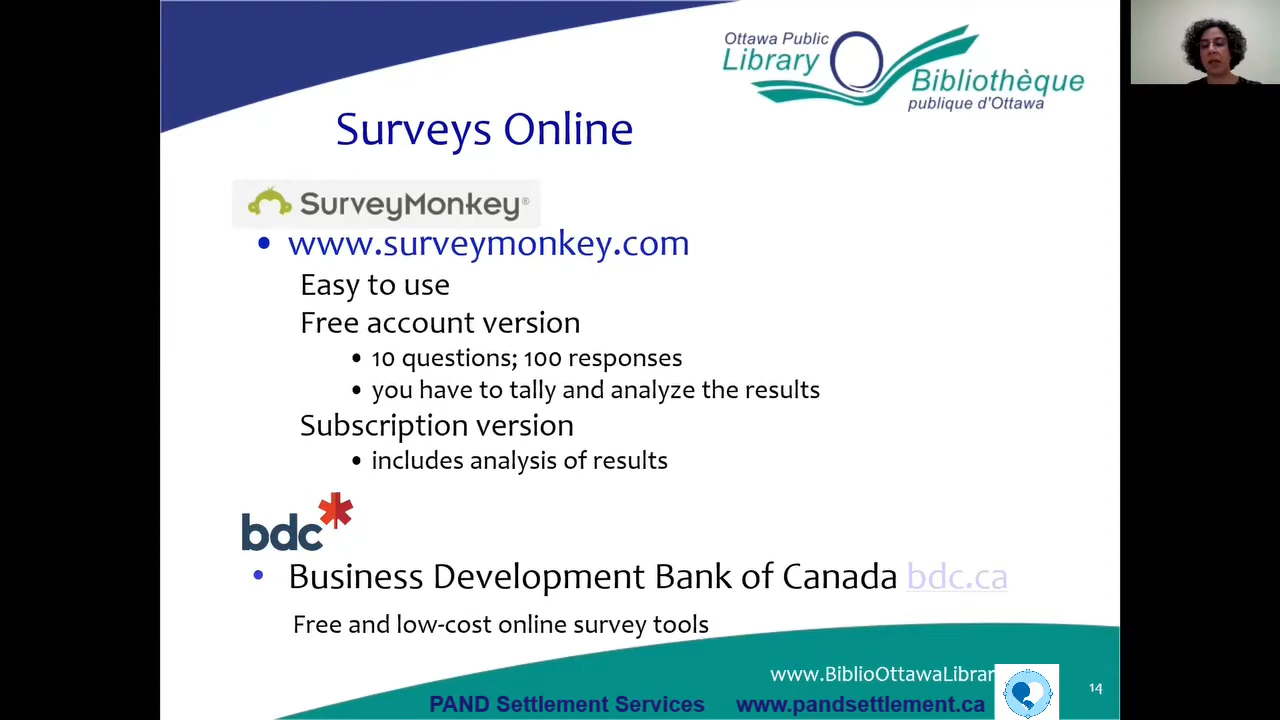 Ottawa Public
Library
Bibliothèque
publique d'Ottawa
Surveys Online
SurveyMonkey®
• www.surveymonkey.com
Easy to use
Free account version
• 10 questions; 100 responses
• you have to tally and analyze the results
Subscription version
• includes analysis of results
bdc*
• Business Development Bank of Canada bdc.ca
Free and low-cost online survey tools
www.BiblioOttawaLibrar
14
PAND Settlement Services www.pandsettlement.ca